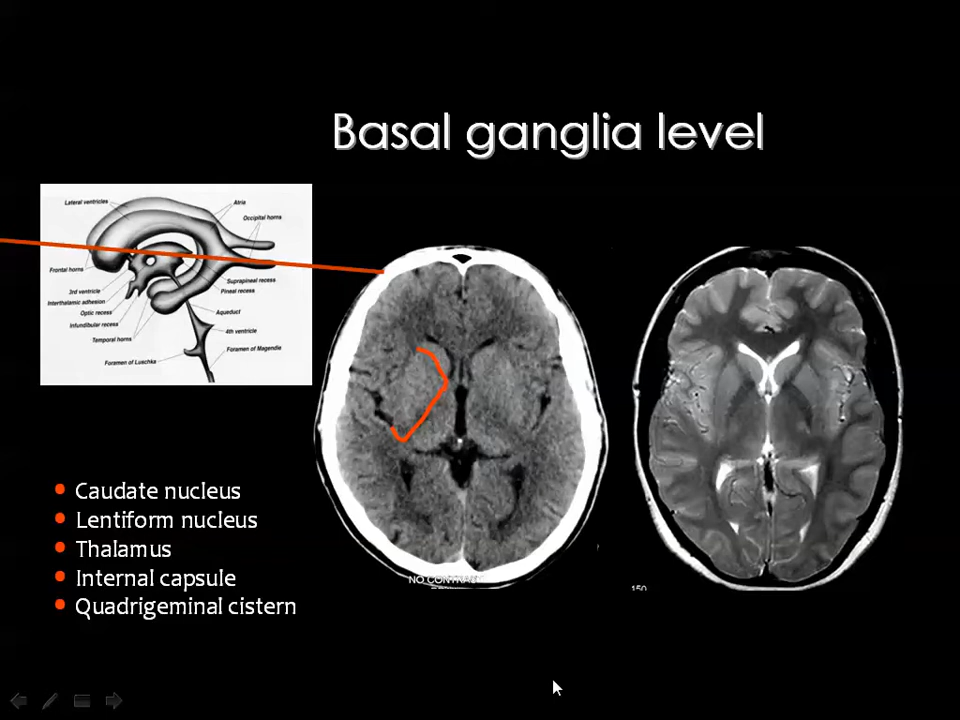 Basal ganglia level
Lateral ventricles
Atria
Occipital horns
Frontal horns
3rd ventricle
Interthalamic adhesion
Optic recess
Infundibular recess
Temporal horns
Foramen of Luschka
Suprapineal recess
Pineal recess
Aqueduct
4th ventricle
Foramen of Magendie
• Caudate nucleus
• Lentiform nucleus
• Thalamus
• Internal capsule
• Quadrigeminal cistern
NO CONTRAST
150